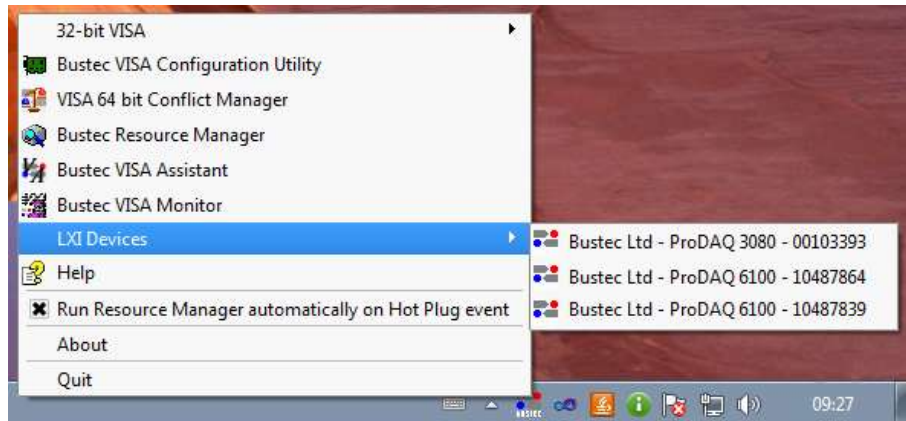 32-bit VISA
Bustec VISA Configuration Utility
VISA 64 bit Conflict Manager
Bustec Resource Manager
Bustec VISA Assistant
Bustec VISA Monitor
LXI Devices
Bustec Ltd - ProDAQ 3080 - 00103393
Bustec Ltd - ProDAQ 6100 - 10487864
Bustec Ltd - ProDAQ 6100 - 10487839
Help
Run Resource Manager automatically on Hot Plug event
About
Quit
BUSTEC
09:27